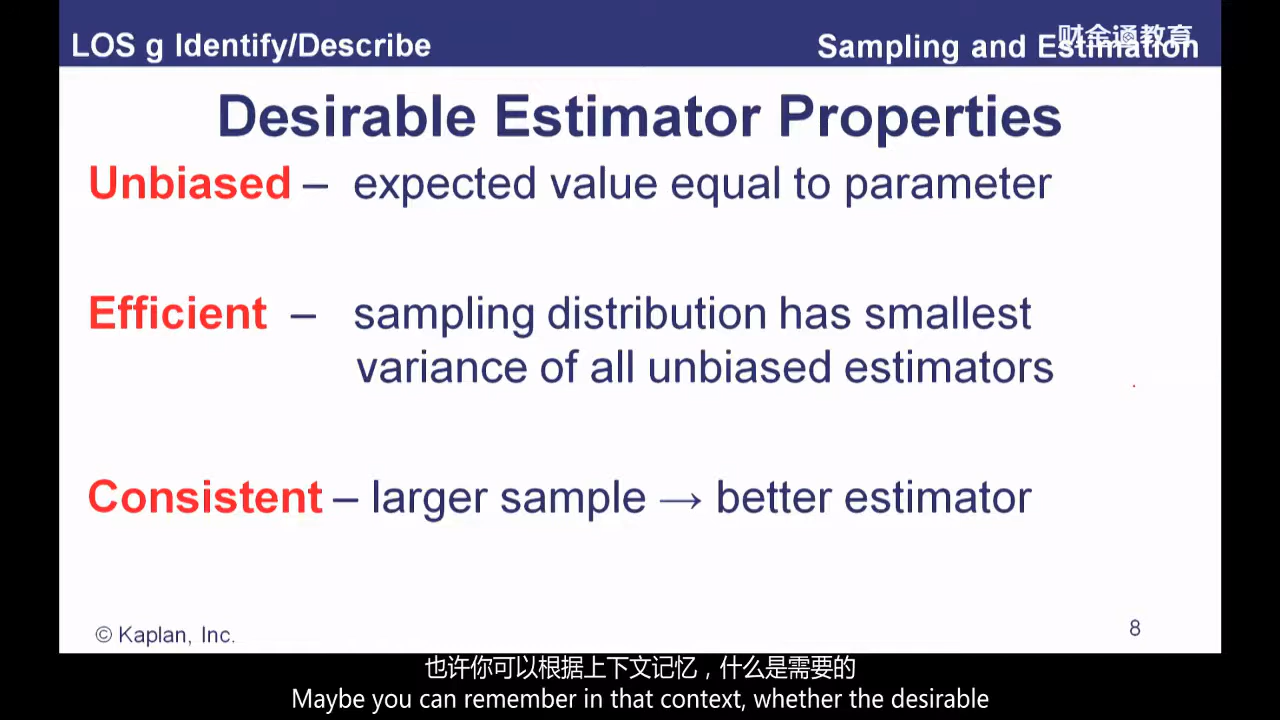 LOS g Identify/Describe
Sampling and Estimation
财金通教育
Desirable Estimator Properties
Unbiased – expected value equal to parameter
Efficient – sampling distribution has smallest
variance of all unbiased estimators
Consistent – larger sample → better estimator
© Kaplan, Inc.
8
也许你可以根据上下文记忆，什么是需要的
Maybe you can remember in that context, whether the desirable